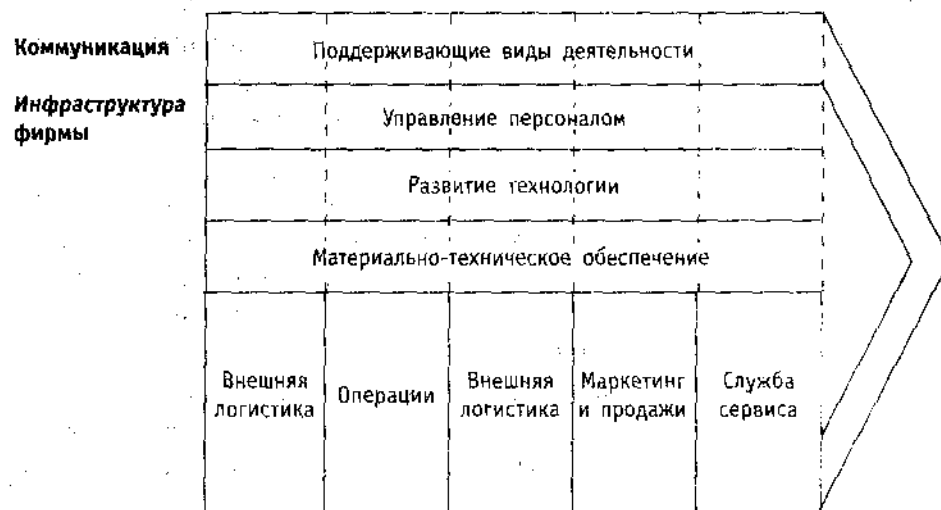 Коммуникация
Поддерживающие виды деятельности
Инфраструктура
фирмы
Управление персоналом
Развитие технологии
Материально-техническое обеспечение
Внешняя
логистика
Операции
Внешняя
логистика
Маркетинг
и продажи
Служба
сервиса